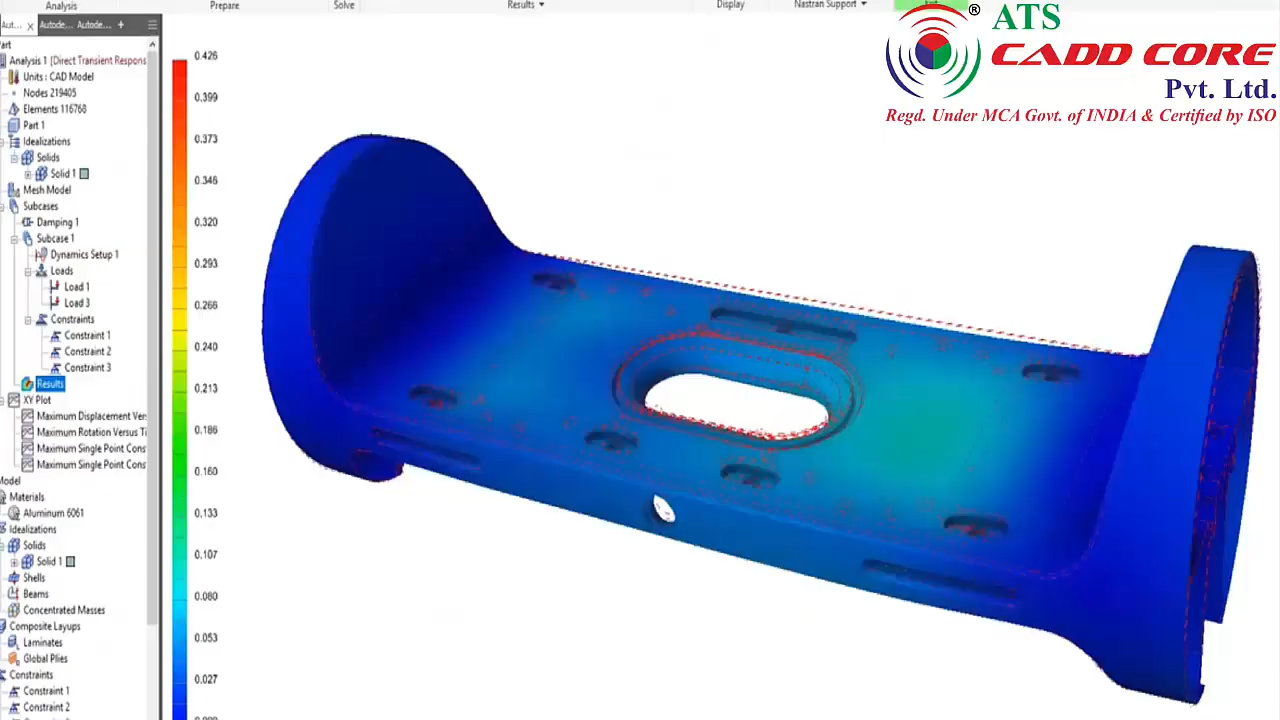 Analysis
Prepare
Solve
Results
Display
Nastran Support
Aut...
Autode...
Autode...
+
Analysis 1 [Direct Transient Respons
Units : CAD Model
Nodes 219405
Elements 116768
Part 1
Idealizations
Solids
Solid 1
Mesh Model
Subcases
Damping 1
Subcase 1
Dynamics Setup 1
Loads
Load 1
Load 3
Constraints
Constraint 1
Constraint 2
Constraint 3
Results
XY Plot
Maximum Displacement Ver
Maximum Rotation Versus Ti
Maximum Single Point Cons
Maximum Single Point Cons
Model
Materials
Aluminum 6061
Idealizations
Solids
Solid 1
Shells
Beams
Concentrated Masses
Composite Layups
Laminates
Global Plies
Constraints
Constraint 1
Constraint 2
0.426
0.399
0.373
0.346
0.320
0.293
0.266
0.240
0.213
0.186
0.160
0.133
0.107
0.080
0.053
0.027
® ATS
CADD CORE
Pvt. Ltd.
Regd. Under MCA Govt. of INDIA & Certified by ISO